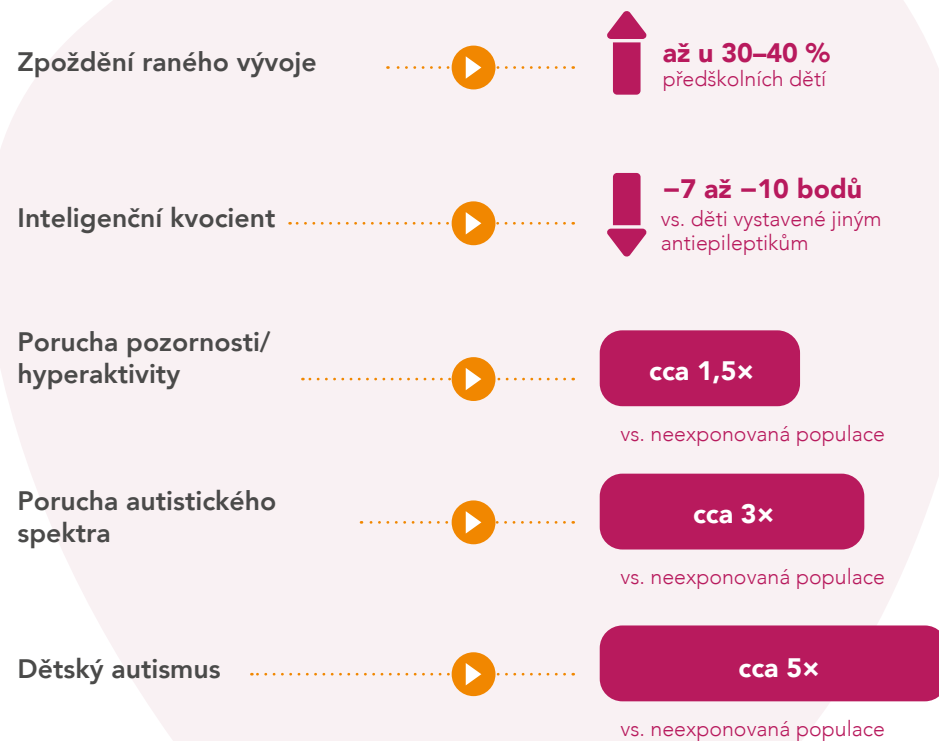 Zpoždění raného vývoje
až u 30–40 %
předškolních dětí
Inteligenční kvocient
−7 až −10 bodů
vs. děti vystavené jiným
antiepileptikům
Porucha pozornosti/
hyperaktivity
cca 1,5×
vs. neexponovaná populace
Porucha autistického
spektra
cca 3×
vs. neexponovaná populace
Dětský autismus
cca 5×
vs. neexponovaná populace